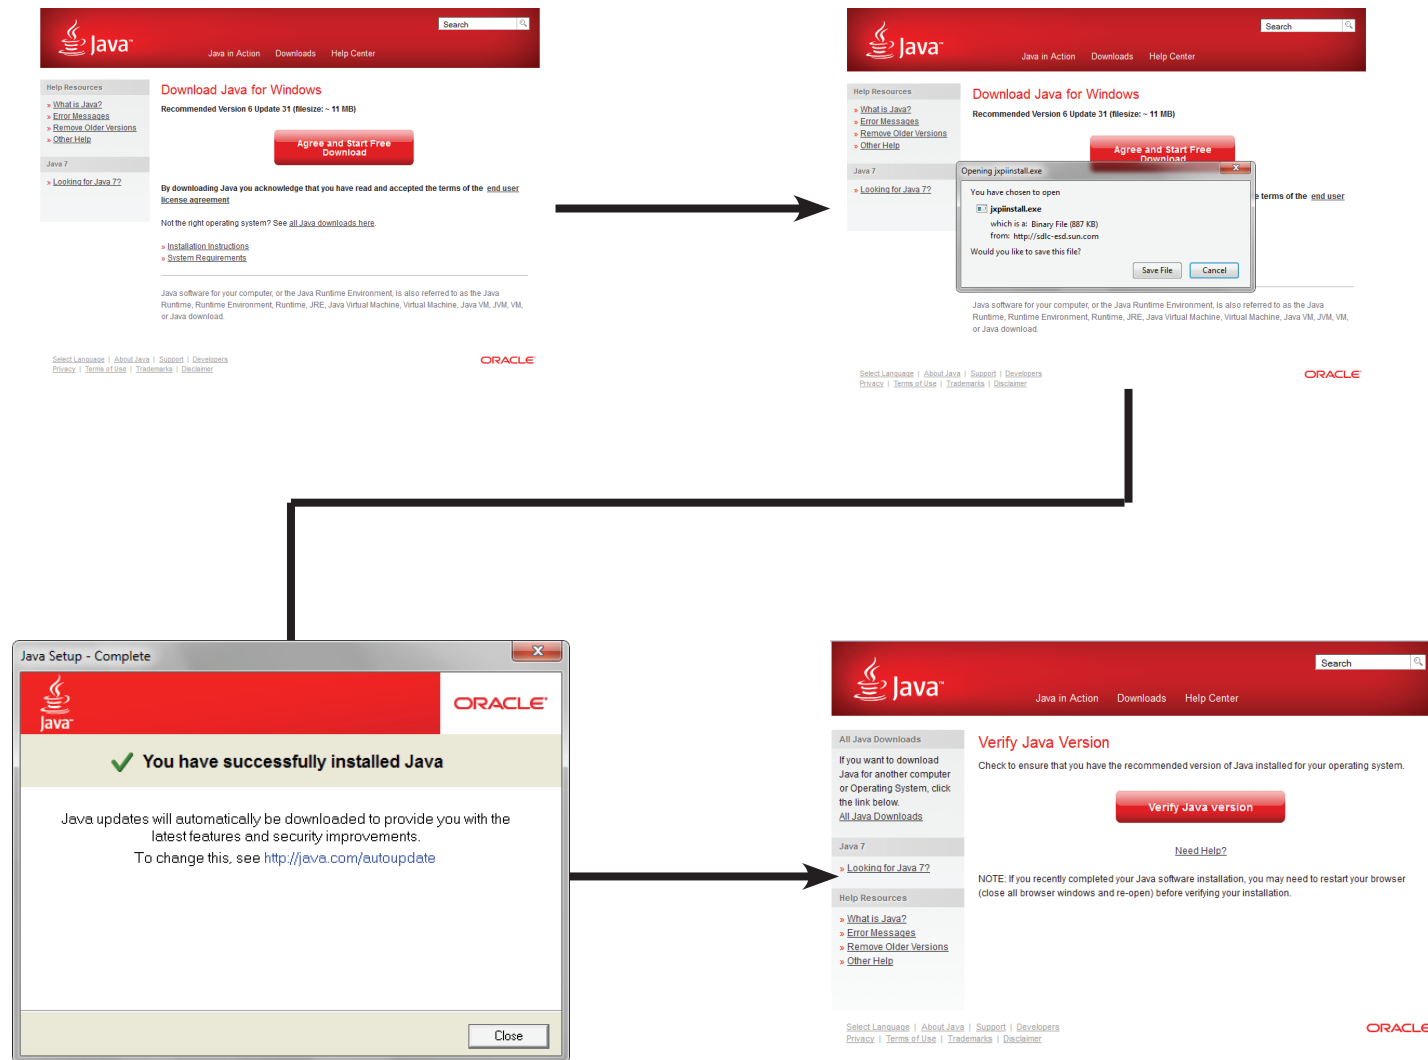 Java™
Search
Java in Action Downloads Help Center
Help Resources
» What is Java?
» Error Messages
» Remove Older Versions
» Other Help
Java 7
» Looking for Java 7?
Download Java for Windows
Recommended Version 6 Update 31 (filesize: ~ 11 MB)
Agree and Start Free
Download
By downloading Java you acknowledge that you have read and accepted the terms of the end user
license agreement
Not the right operating system? See all Java downloads here.
» Installation Instructions
» System Requirements
Java software for your computer, or the Java Runtime Environment, is also referred to as the Java
Runtime, Runtime Environment, Runtime, JRE, Java Virtual Machine, Virtual Machine, Java VM, JVM, VM,
or Java download.
Select Language | About Java | Support | Developers
Privacy | Terms of Use | Trademarks | Disclaimer
ORACLE
Java™
Search
Java in Action Downloads Help Center
Help Resources
» What is Java?
» Error Messages
» Remove Older Versions
» Other Help
Java 7
» Looking for Java 7?
Download Java for Windows
Recommended Version 6 Update 31 (filesize: ~ 11 MB)
Agree and Start Free
Download
e terms of the end user
Opening jxpiinstall.exe
You have chosen to open
jxpiinstall.exe
which is a: Binary File (887 KB)
from: http://sdlc-esd.sun.com
Would you like to save this file?
Save File Cancel
Java software for your computer, or the Java Runtime Environment, is also referred to as the Java
Runtime, Runtime Environment, Runtime, JRE, Java Virtual Machine, Virtual Machine, Java VM, JVM, VM,
or Java download.
Select Language | About Java | Support | Developers
Privacy | Terms of Use | Trademarks | Disclaimer
ORACLE
Java Setup - Complete
Java™
ORACLE
You have successfully installed Java
Java updates will automatically be downloaded to provide you with the
latest features and security improvements.
To change this, see http://java.com/autoupdate
Close
Java™
Search
Java in Action Downloads Help Center
All Java Downloads
If you want to download
Java for another computer
or Operating System, click
the link below.
All Java Downloads
Java 7
» Looking for Java 7?
Help Resources
» What is Java?
» Error Messages
» Remove Older Versions
» Other Help
Verify Java Version
Check to ensure that you have the recommended version of Java installed for your operating system.
Verify Java version
Need Help?
NOTE: If you recently completed your Java software installation, you may need to restart your browser
(close all browser windows and re-open) before verifying your installation.
Select Language | About Java | Support | Developers
Privacy | Terms of Use | Trademarks | Disclaimer
ORACLE